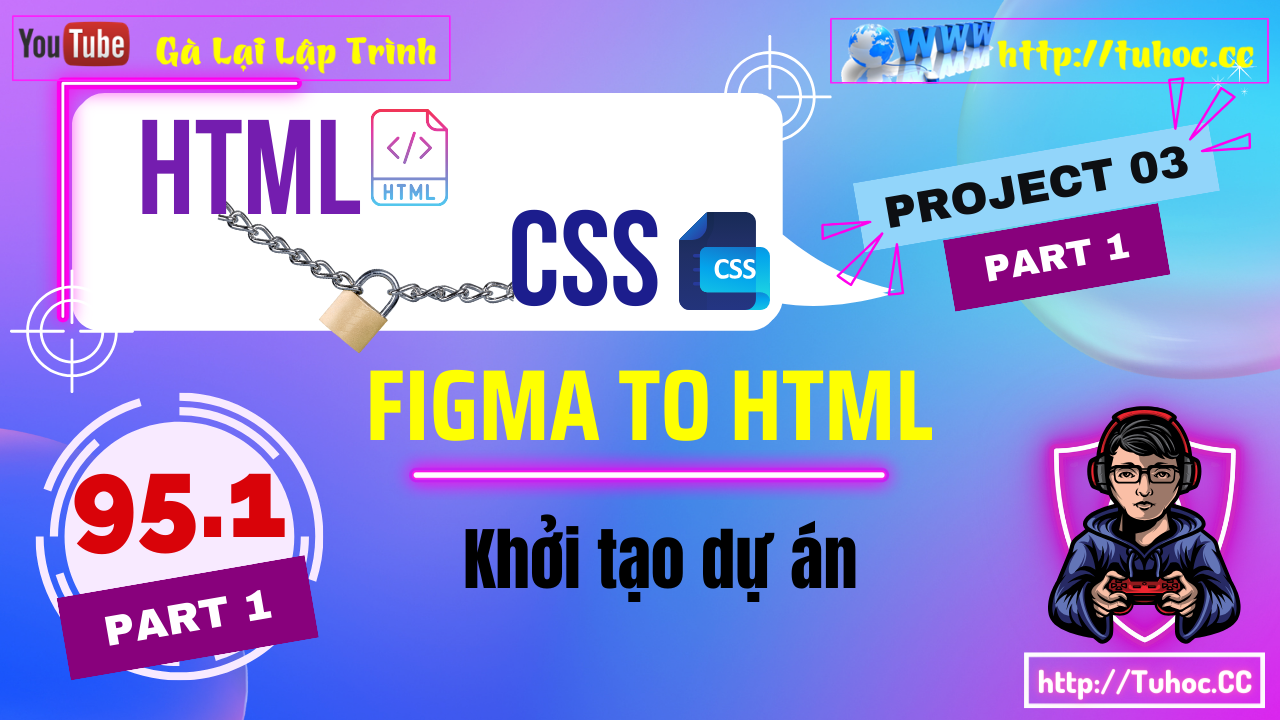 YouTube
Gà Lại Lập Trình
WWW
http://tuhoc.cc
HTML
HTML
CSS
CSS
PROJECT 03
PART 1
FIGMA TO HTML
95.1
PART 1
Khởi tạo dự án
http://Tuhoc.CC